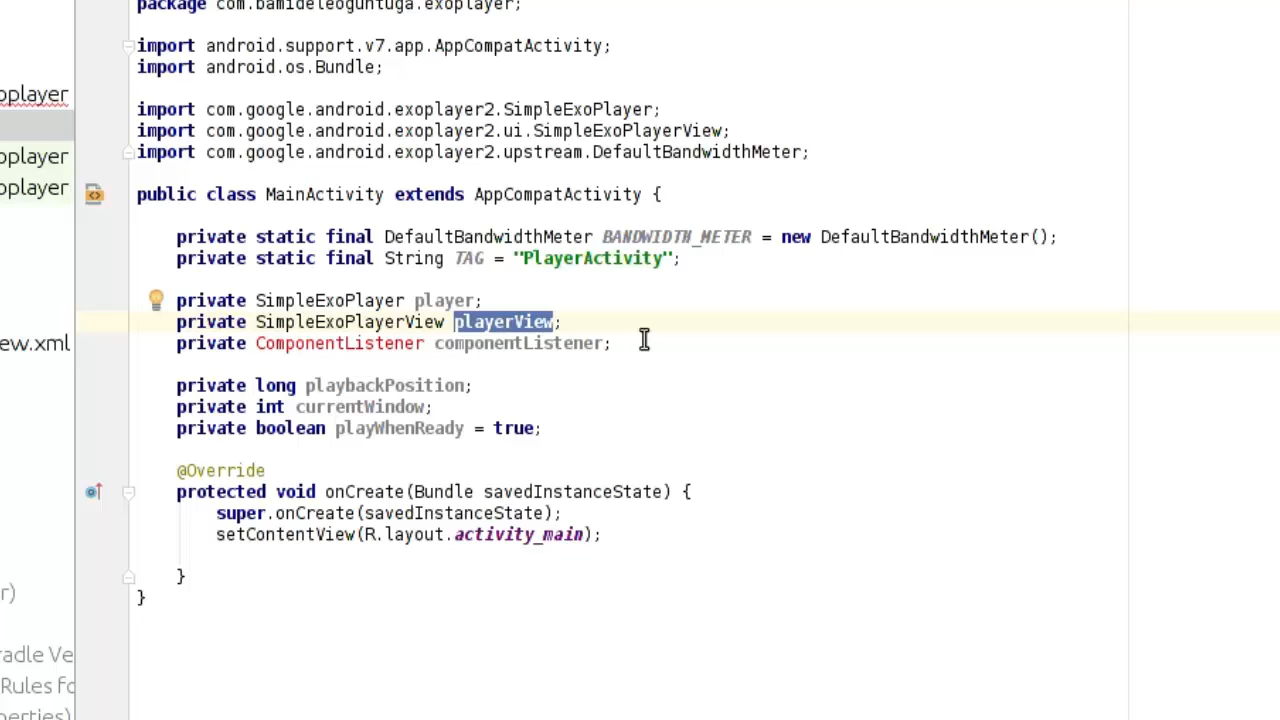 package com.bamideleoguntuga.exoplayer;
import android.support.v7.app.AppCompatActivity;
import android.os.Bundle;
oplayer
import com.google.android.exoplayer2.SimpleExoPlayer;
import com.google.android.exoplayer2.ui.SimpleExoPlayerView;
oplayer
import com.google.android.exoplayer2.upstream.DefaultBandwidthMeter;
oplayer
public class MainActivity extends AppCompatActivity {
private static final DefaultBandwidthMeter BANDWIDTH_METER = new DefaultBandwidthMeter();
private static final String TAG = "PlayerActivity";
private SimpleExoPlayer player;
private SimpleExoPlayerView playerView;
ew.xml
private ComponentListener componentListener;
private long playbackPosition;
private int currentWindow;
private boolean playWhenReady = true;
@Override
protected void onCreate(Bundle savedInstanceState) {
super.onCreate(savedInstanceState);
setContentView(R.layout.activity_main);
}
r)
}
radle Ve
Rules fo
perties)